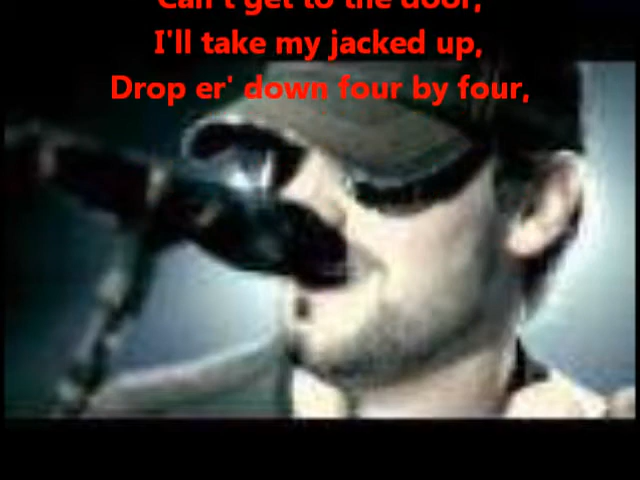 Can't get to the door,
I'll take my jacked up,
Drop er' down four by four,